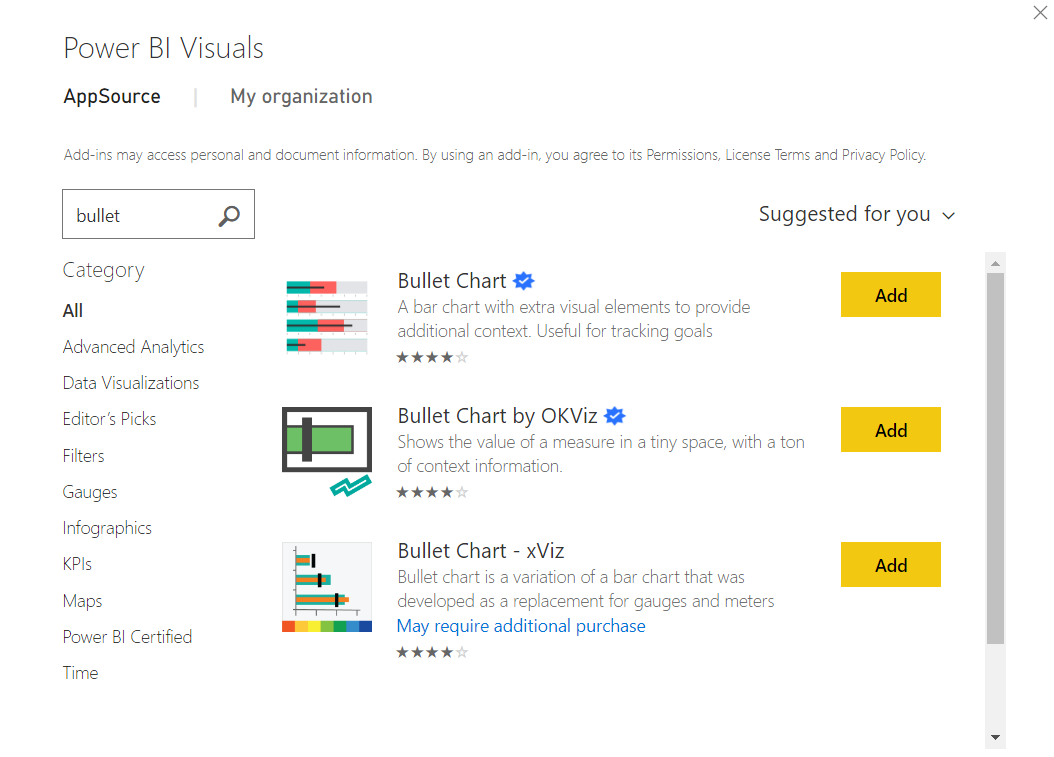 Power BI Visuals
AppSource | My organization
Add-ins may access personal and document information. By using an add-in, you agree to its Permissions, License Terms and Privacy Policy.
bullet
Suggested for you
Category
All
Advanced Analytics
Data Visualizations
Editor's Picks
Filters
Gauges
Infographics
KPIs
Maps
Power BI Certified
Time
Bullet Chart
A bar chart with extra visual elements to provide
additional context. Useful for tracking goals
Add
Bullet Chart by OKViz
Shows the value of a measure in a tiny space, with a ton
of context information.
Add
Bullet Chart - xViz
Bullet chart is a variation of a bar chart that was
developed as a replacement for gauges and meters
May require additional purchase
Add